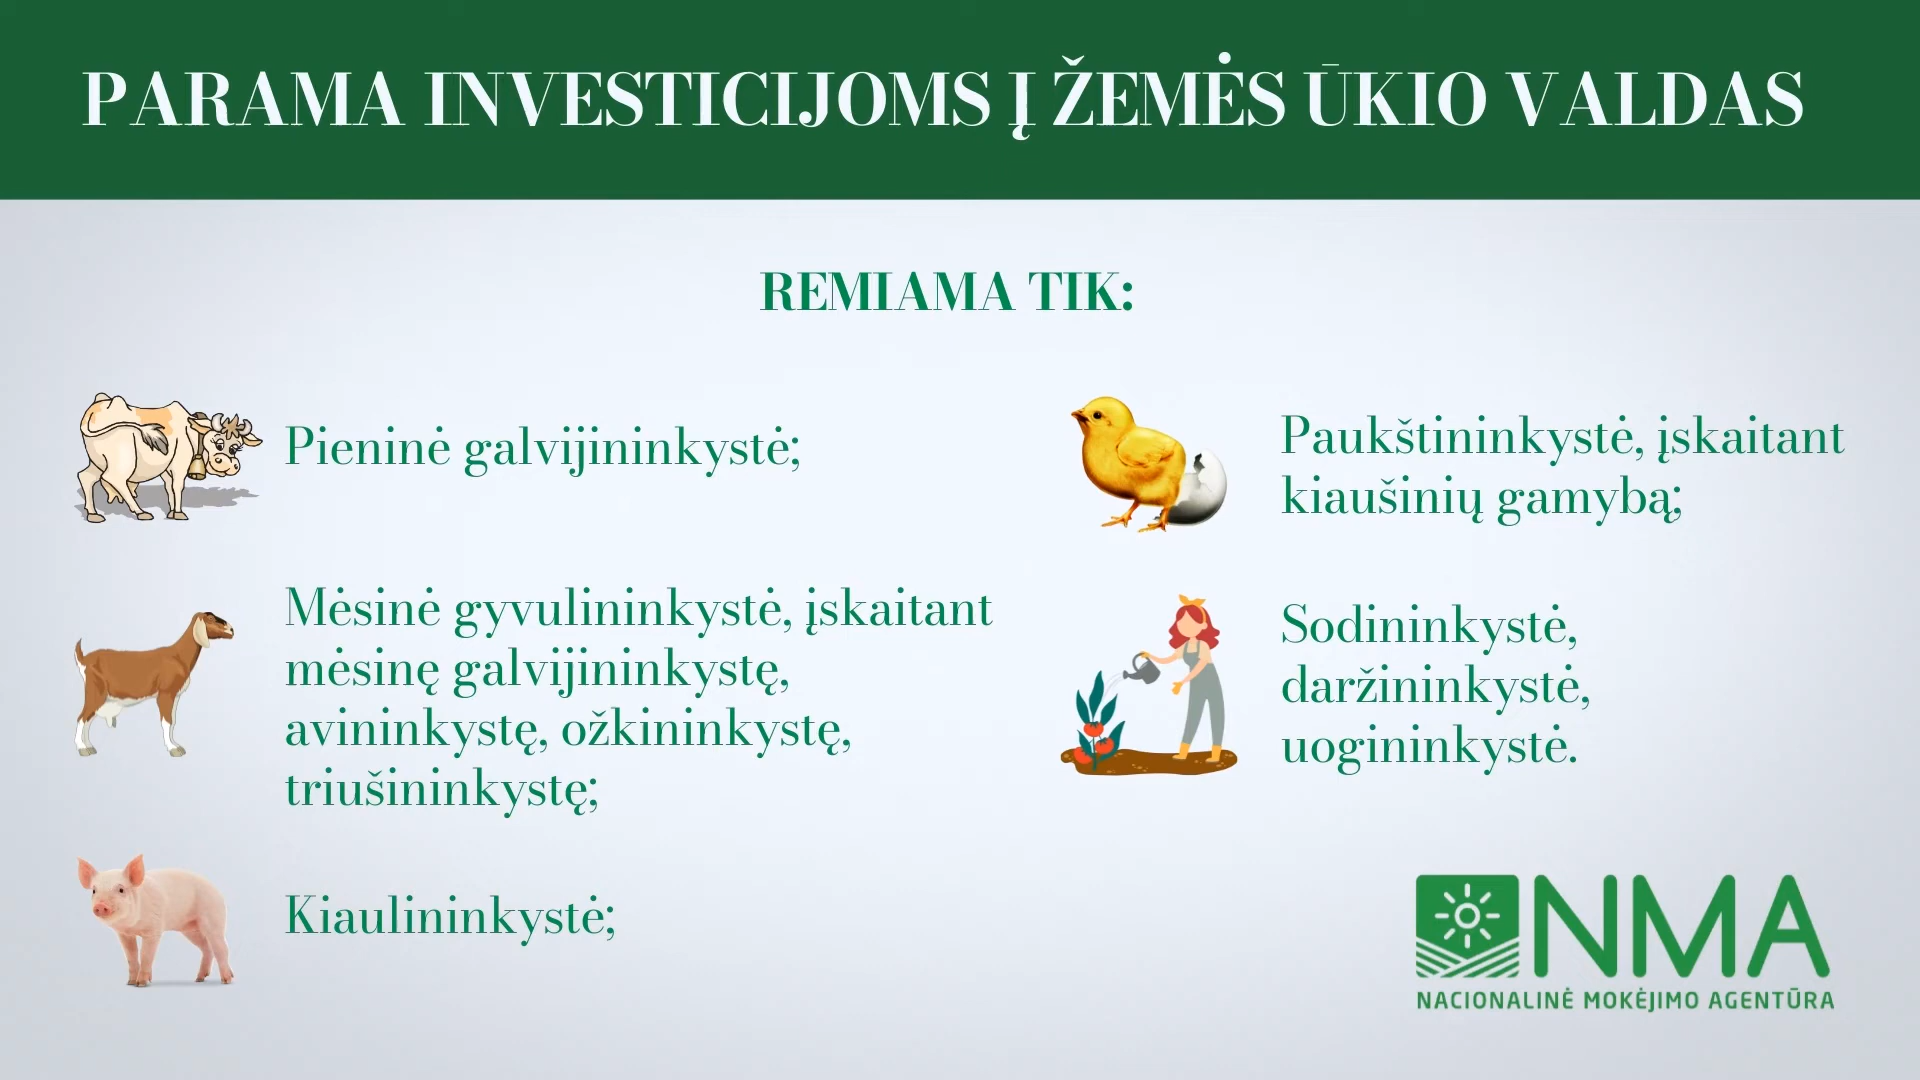 PARAMA INVESTICIJOMS Į ŽEMĖS ŪKIO VALDAS
REMIAMA TIK:
Pieninė galvijininkystė;
Mėsinė gyvulininkystė, įskaitant
mėsinę galvijininkystę,
avininkystę, ožkininkystę,
triušininkystę;
Kiaulininkystė;
Paukštininkystė, įskaitant
kiaušinių gamybą;
Sodininkystė,
daržininkystė,
uogininkystė.
NMA
NACIONALINĖ MOKĖJIMO AGENTŪRA